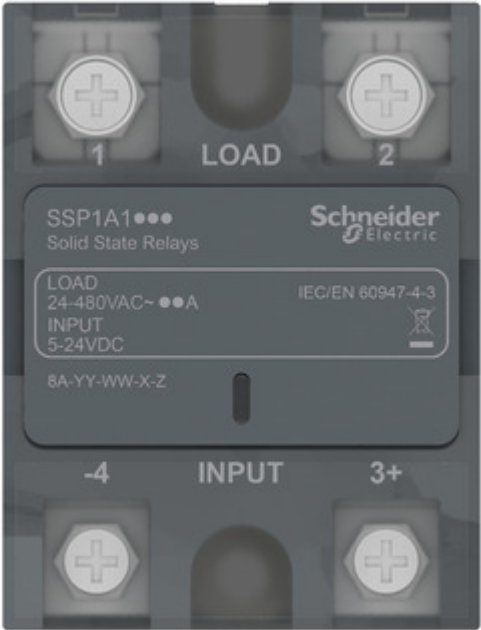 1 LOAD 2
SSP1A1●●●
Solid State Relays
Schneider
Electric
LOAD
24-480VAC~ ●●A
INPUT
5-24VDC
IEC/EN 60947-4-3
8A-YY-WW-X-Z
-4 INPUT 3+